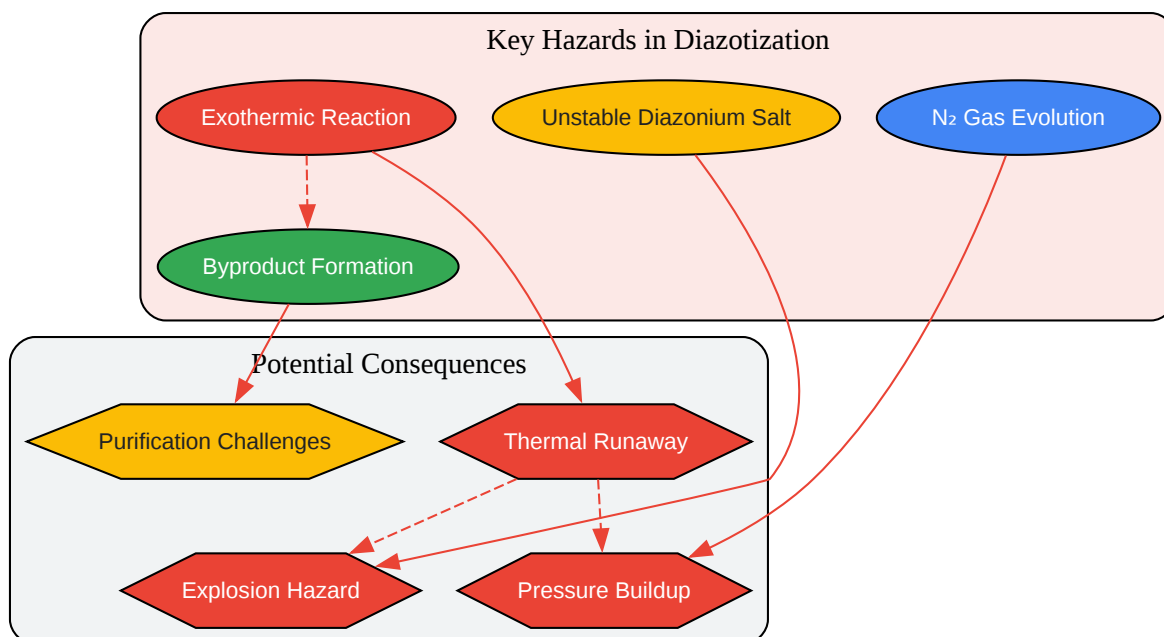 Key Hazards in Diazotization
Exothermic Reaction
Unstable Diazonium Salt
N₂ Gas Evolution
Byproduct Formation
Potential Consequences
Purification Challenges
Thermal Runaway
Explosion Hazard
Pressure Buildup